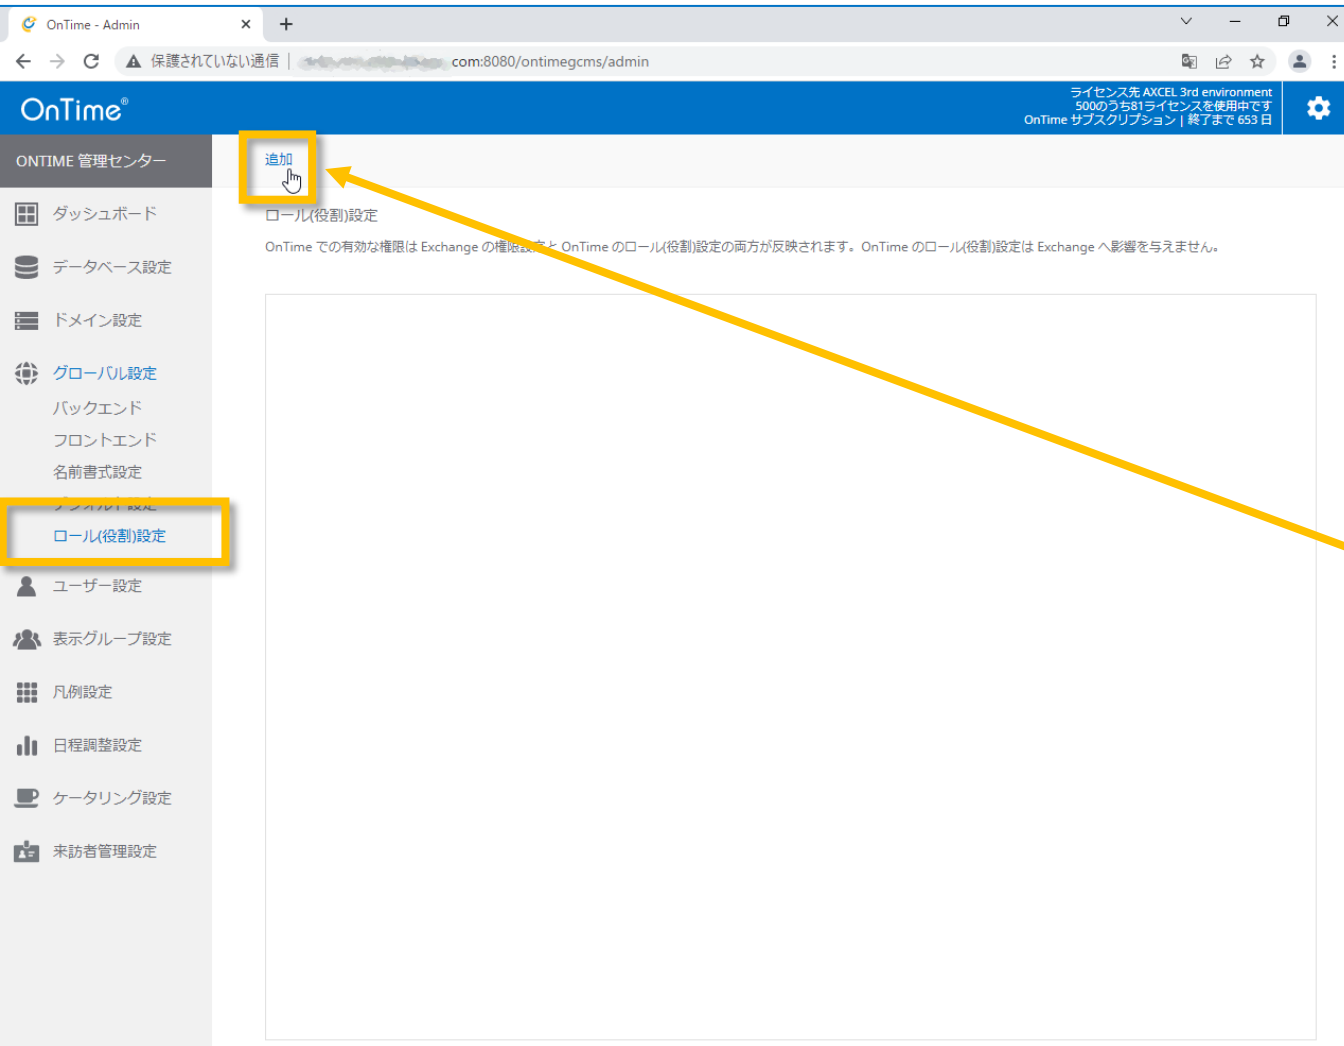 OnTime - Admin
保護されていない通信 com:8080/ontimegcms/admin
OnTime®
ライセンス先 AXCEL 3rd environment
500のうち81ライセンスを使用中です
OnTime サブスクリプション | 終了まで 653 日
ONTIME 管理センター
追加
ダッシュボード
データベース設定
ドメイン設定
グローバル設定
バックエンド
フロントエンド
名前書式設定
ロール(役割)設定
ユーザー設定
表示グループ設定
凡例設定
日程調整設定
ケータリング設定
来訪者管理設定
ロール(役割)設定
OnTime での有効な権限は Exchange の権限設定と OnTime のロール(役割)設定の両方が反映されます。OnTime のロール(役割)設定は Exchange へ影響を与えません。